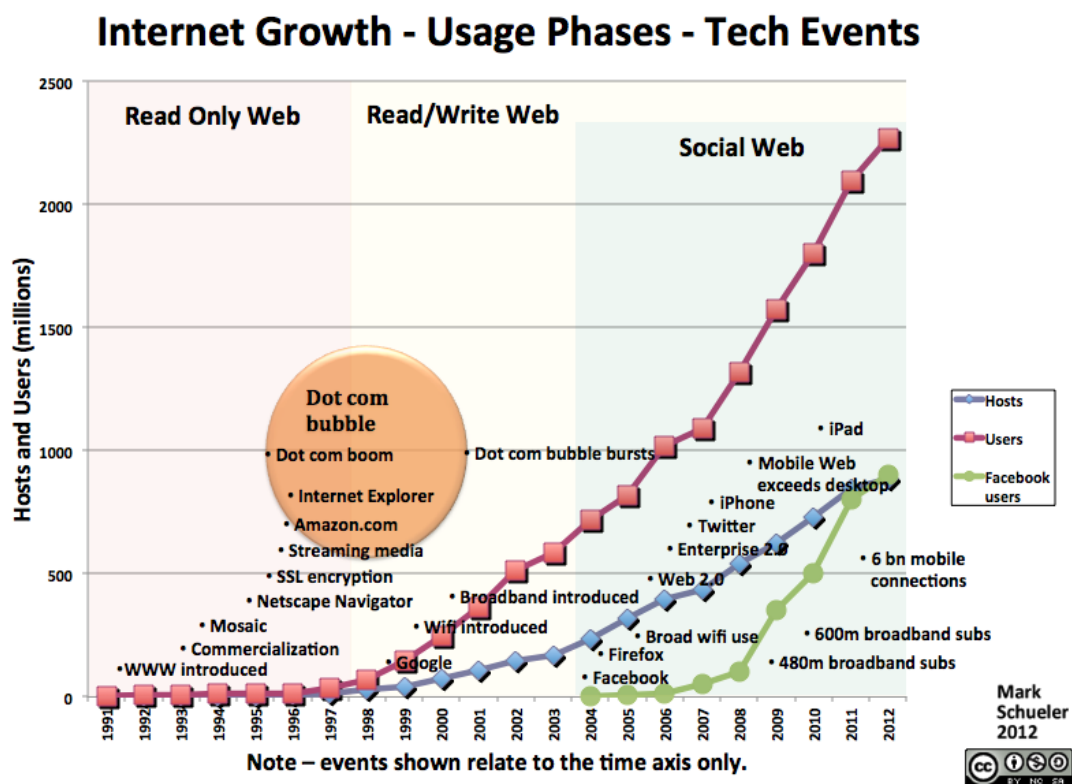 Internet Growth - Usage Phases - Tech Events
Hosts and Users (millions)
2500
2000
1500
1000
500
0
Read Only Web
Read/Write Web
Social Web
Dot com
bubble
• Dot com boom
• Dot com bubble bursts
• Internet Explorer
• Amazon.com
• Streaming media
• SSL encryption
• Netscape Navigator
• Mosaic
• Commercialization
• WWW introduced
• Broadband introduced
• Wifi introduced
• Google
• iPad
• Mobile Web
exceeds desktop
• iPhone
• Twitter
• Enterprise 2.0
• Web 2.0
• Broad wifi use
• Firefox
• Facebook
• 6 bn mobile
connections
• 600m broadband subs
• 480m broadband subs
Hosts
Users
Facebook
users
1991
1992
1993
1994
1995
1996
1997
1998
1999
2000
2001
2002
2003
2004
2005
2006
2007
2008
2009
2010
2011
2012
Note – events shown relate to the time axis only.
Mark
Schueler
2012
cc
BY NC SA